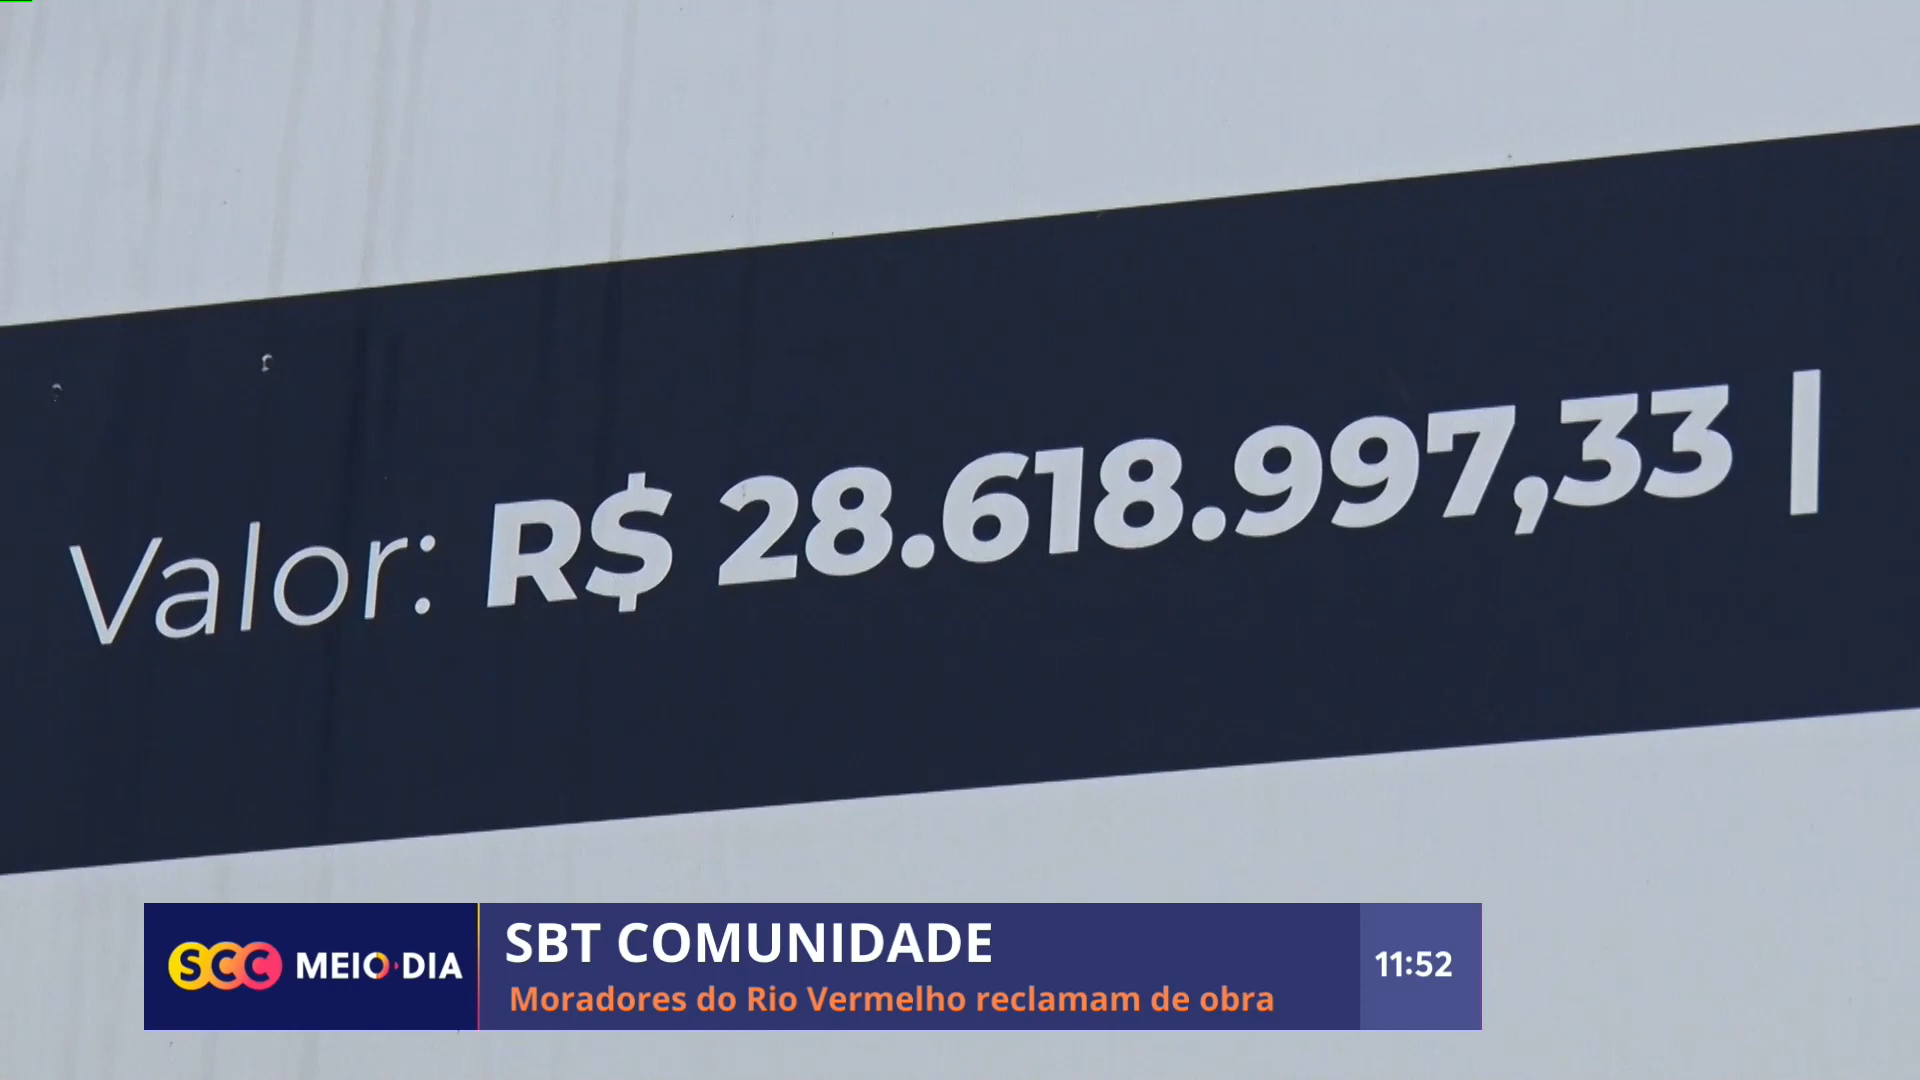 Valor: R$ 28.618.997,33 |
SCC MEIO-DIA
SBT COMUNIDADE
Moradores do Rio Vermelho reclamam de obra
11:52